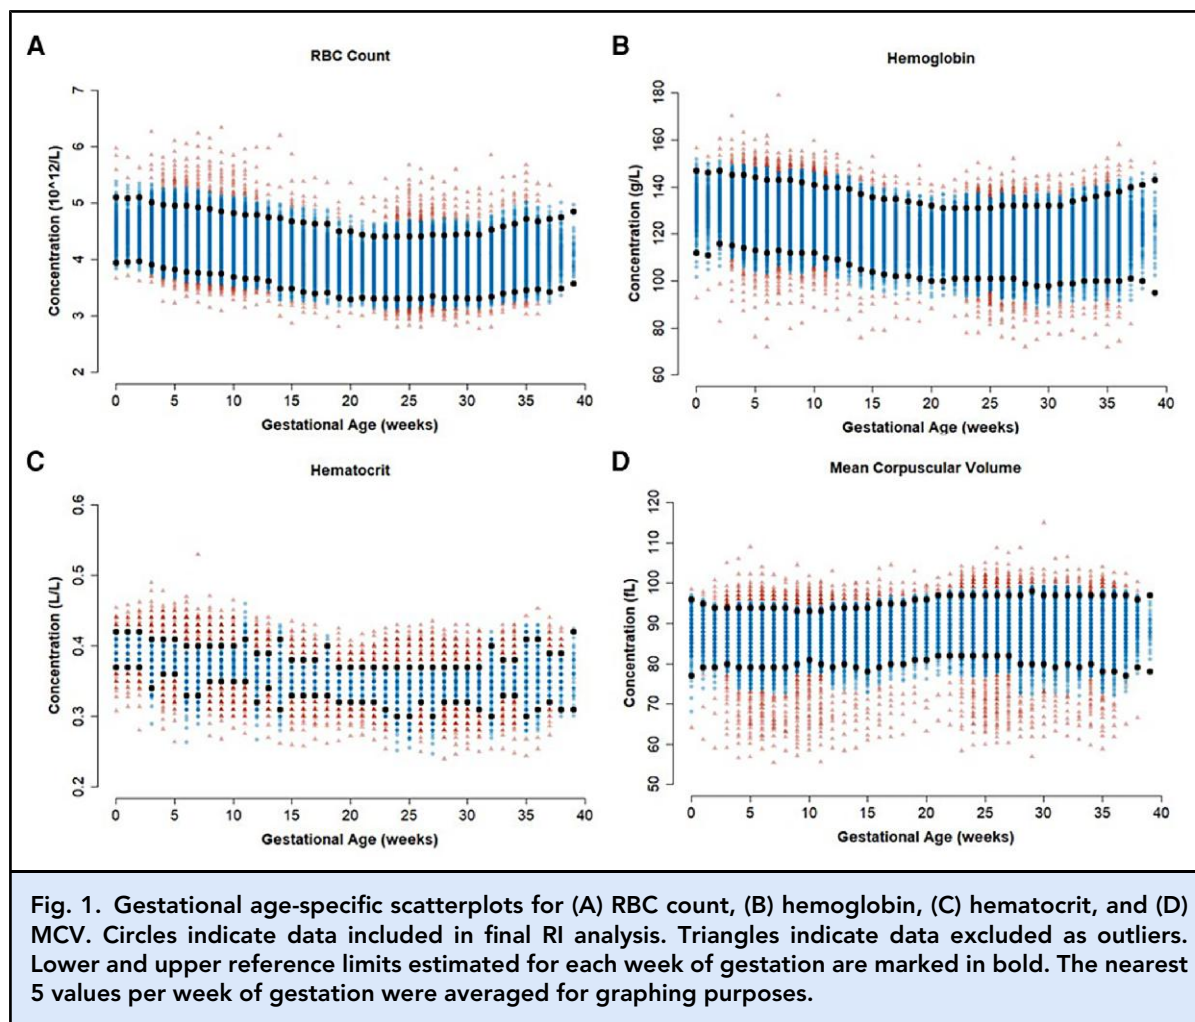 A
RBC Count
7
6
5
4
3
2
Concentration (10^12/L)
0 5 10 15 20 25 30 35 40
Gestational Age (weeks)
B
Hemoglobin
180
160
140
120
100
80
60
Concentration (g/L)
0 5 10 15 20 25 30 35 40
Gestational Age (weeks)
C
Hematocrit
0.6
0.5
0.4
0.3
0.2
Concentration (L/L)
0 5 10 15 20 25 30 35 40
Gestational Age (weeks)
D
Mean Corpuscular Volume
120
110
100
90
80
70
60
50
Concentration (fL)
0 5 10 15 20 25 30 35 40
Gestational Age (weeks)
Fig. 1. Gestational age-specific scatterplots for (A) RBC count, (B) hemoglobin, (C) hematocrit, and (D)
MCV. Circles indicate data included in final RI analysis. Triangles indicate data excluded as outliers.
Lower and upper reference limits estimated for each week of gestation are marked in bold. The nearest
5 values per week of gestation were averaged for graphing purposes.